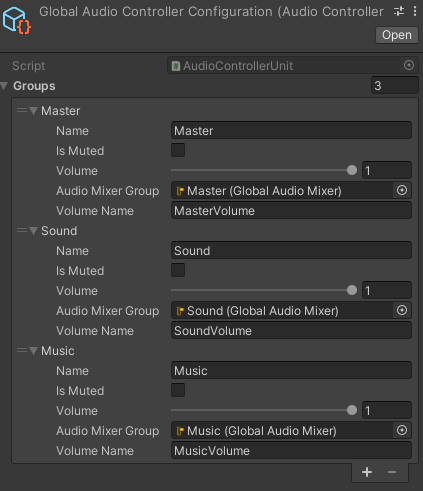 Global Audio Controller Configuration (Audio Controller
Open
Script AudioControllerUnit
Groups 3
Master
Name Master
Is Muted
Volume 1
Audio Mixer Group Master (Global Audio Mixer)
Volume Name MasterVolume
Sound
Name Sound
Is Muted
Volume 1
Audio Mixer Group Sound (Global Audio Mixer)
Volume Name SoundVolume
Music
Name Music
Is Muted
Volume 1
Audio Mixer Group Music (Global Audio Mixer)
Volume Name MusicVolume